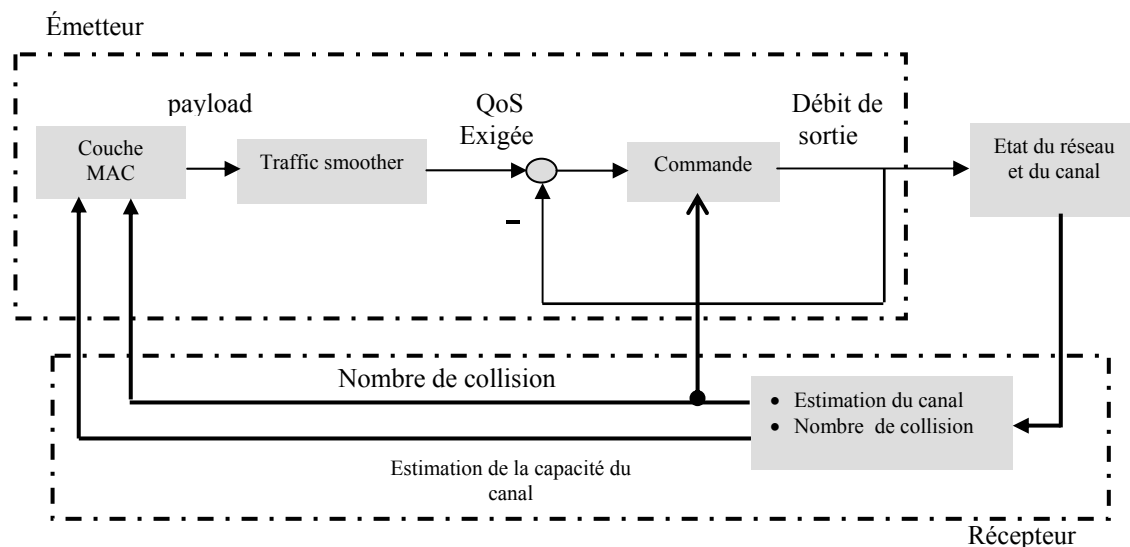 Émetteur
payload
QoS
Exigée
Débit de
sortie
Couche
MAC
Traffic smoother
Commande
Etat du réseau
et du canal
–
Nombre de collision
• Estimation du canal
• Nombre de collision
Estimation de la capacité du
canal
Récepteur